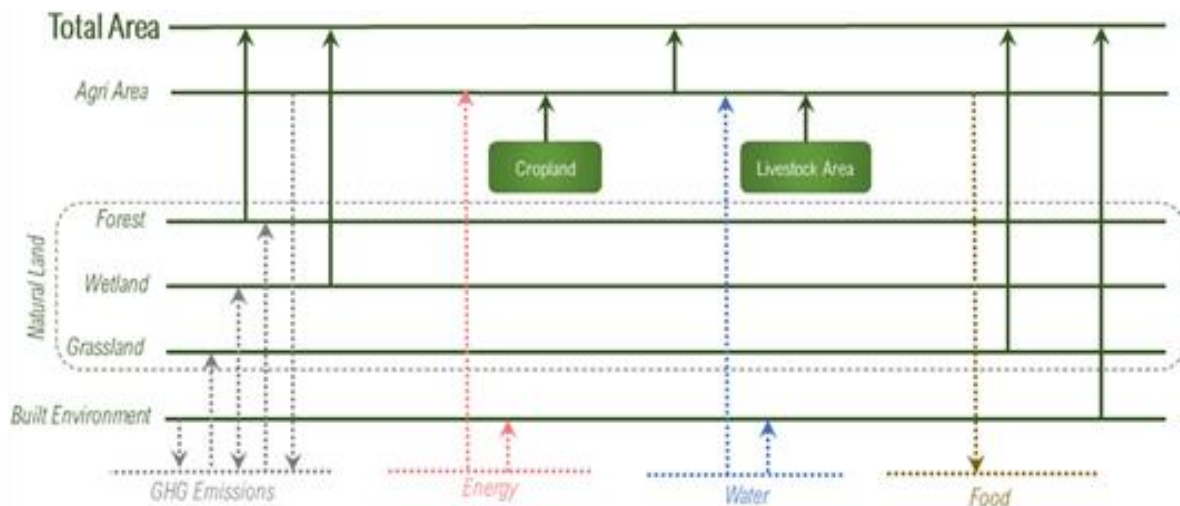 Total Area
Agri Area
Cropland
Livestock Area
Natural Land
Forest
Wetland
Grassland
Built Environment
GHG Emissions
Energy
Water
Food